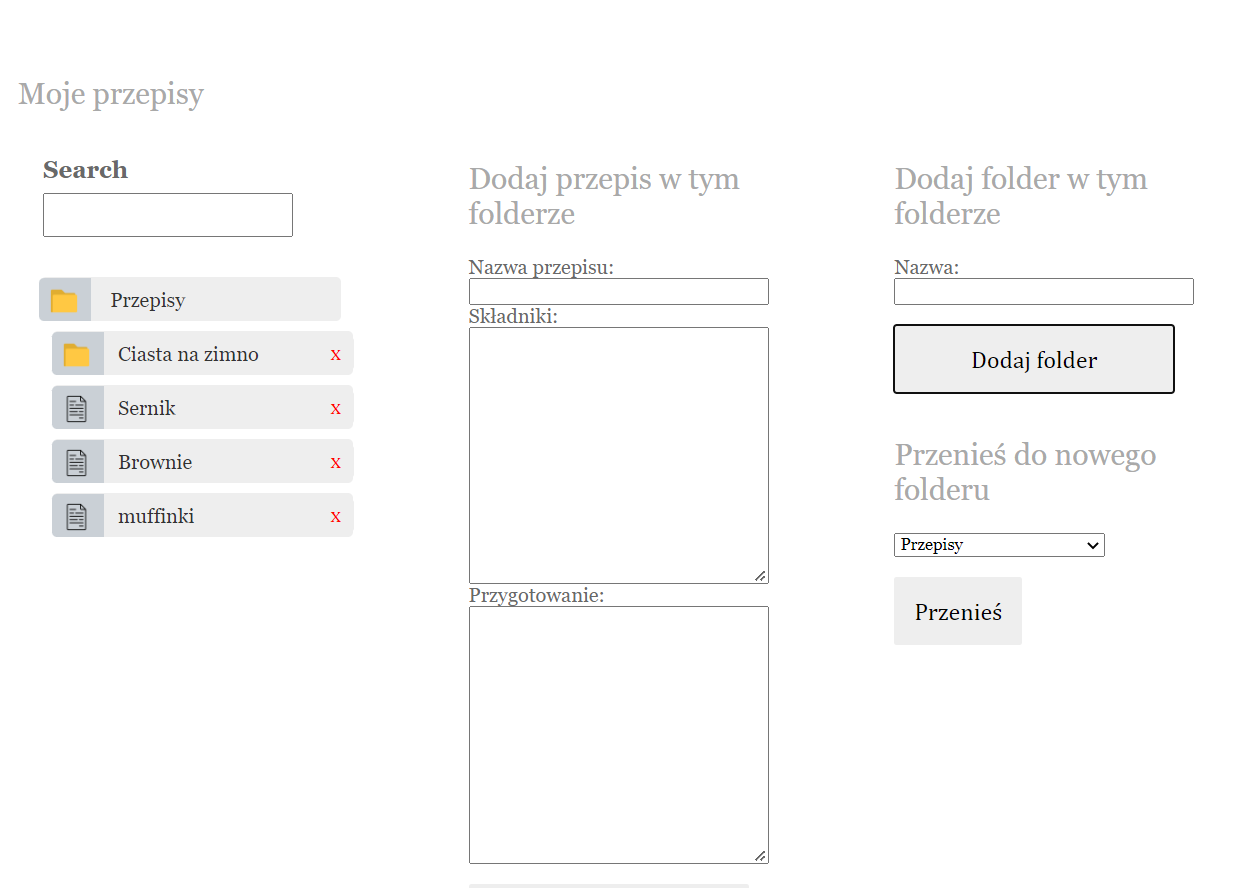 Moje przepisy
Search
Przepisy
Ciasta na zimno x
Sernik x
Brownie x
muffinki x
Dodaj przepis w tym
folderze
Nazwa przepisu:
Składniki:
Przygotowanie:
Dodaj folder w tym
folderze
Nazwa:
Dodaj folder
Przenieś do nowego
folderu
Przepisy
Przenieś